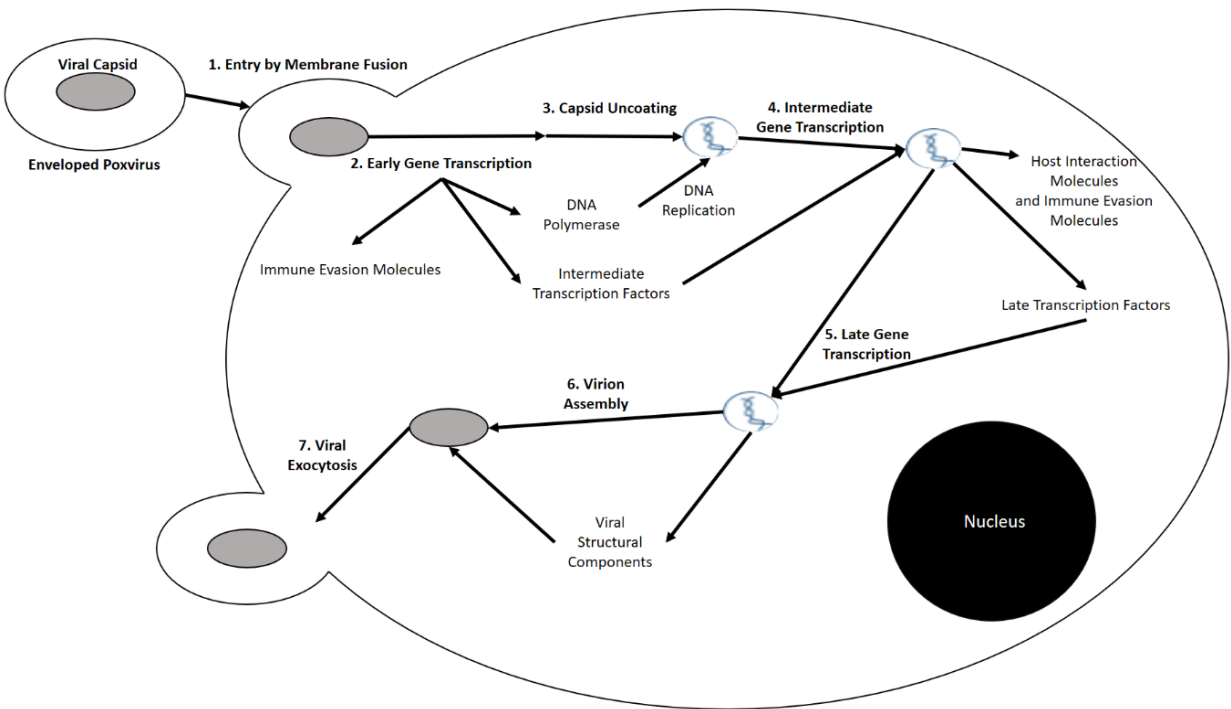 Viral Capsid
Enveloped Poxvirus
1. Entry by Membrane Fusion
2. Early Gene Transcription
Immune Evasion Molecules
DNA
Polymerase
Intermediate
Transcription Factors
3. Capsid Uncoating
DNA
Replication
4. Intermediate
Gene Transcription
Host Interaction
Molecules
and Immune Evasion
Molecules
Late Transcription Factors
5. Late Gene
Transcription
6. Virion
Assembly
Viral
Structural
Components
7. Viral
Exocytosis
Nucleus